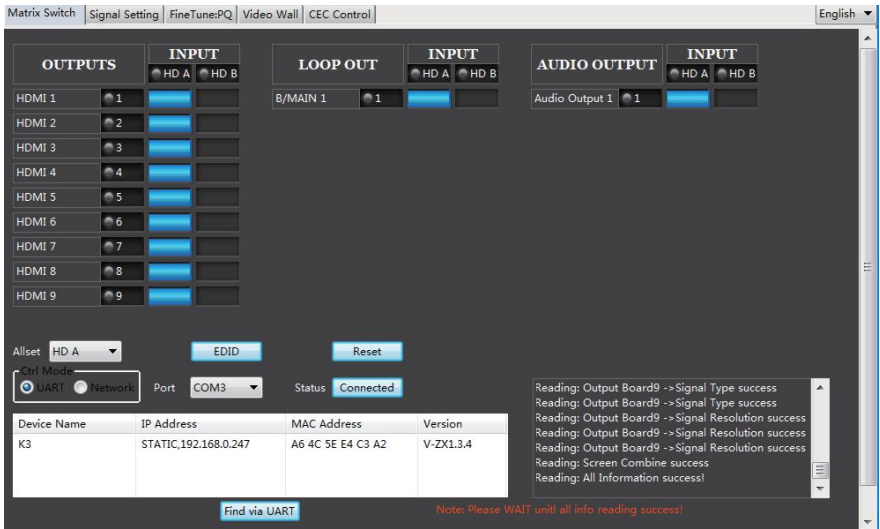 Matrix Switch Signal Setting FineTune:PQ Video Wall CEC Control English
OUTPUTS INPUT LOOP OUT INPUT AUDIO OUTPUT INPUT
HD A HD B HD A HD B HD A HD B
HDMI 1 1 B/MAIN 1 1 Audio Output 1 1
HDMI 2 2
HDMI 3 3
HDMI 4 4
HDMI 5 5
HDMI 6 6
HDMI 7 7
HDMI 8 8
HDMI 9 9
Allset HD A EDID Reset
Ctrl Mode
UART Network Port COM3 Status Connected
Device Name IP Address MAC Address Version
K3 STATIC,192.168.0.247 A6 4C 5E E4 C3 A2 V-ZX1.3.4
Reading: Output Board9 ->Signal Type success
Reading: Output Board9 ->Signal Type success
Reading: Output Board9 ->Signal Resolution success
Reading: Output Board9 ->Signal Resolution success
Reading: Output Board9 ->Signal Resolution success
Reading: Screen Combine success
Reading: All Information success!
Find via UART Note: Please WAIT unitl all info reading success!